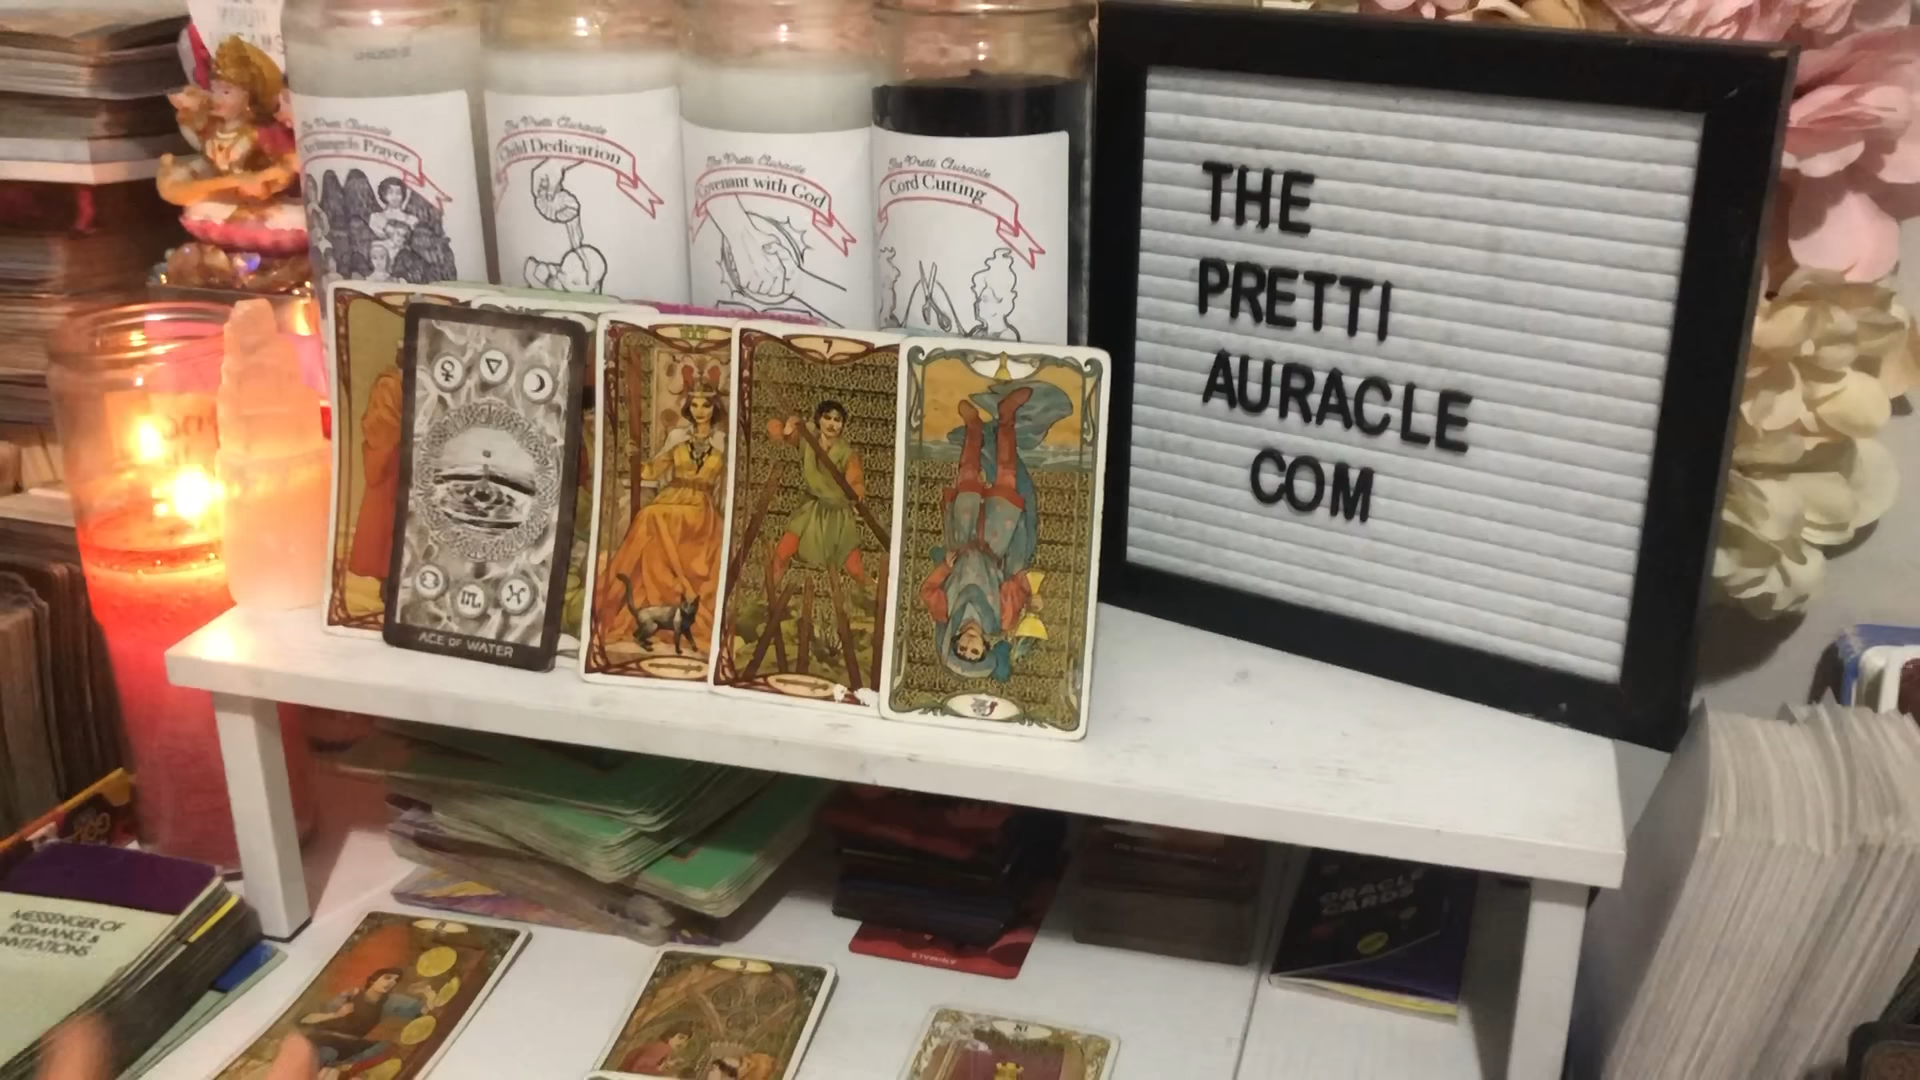 The Pretti Auracle
Archangels Prayer
The Pretti Auracle
Child Dedication
The Pretti Auracle
Covenant with God
The Pretti Auracle
Cord Cutting
THE
PRETTI
AURACLE
COM
7
ACE OF WATER
MESSENGER OF
ROMANCE &
INVITATIONS
ORACLE
CARDS